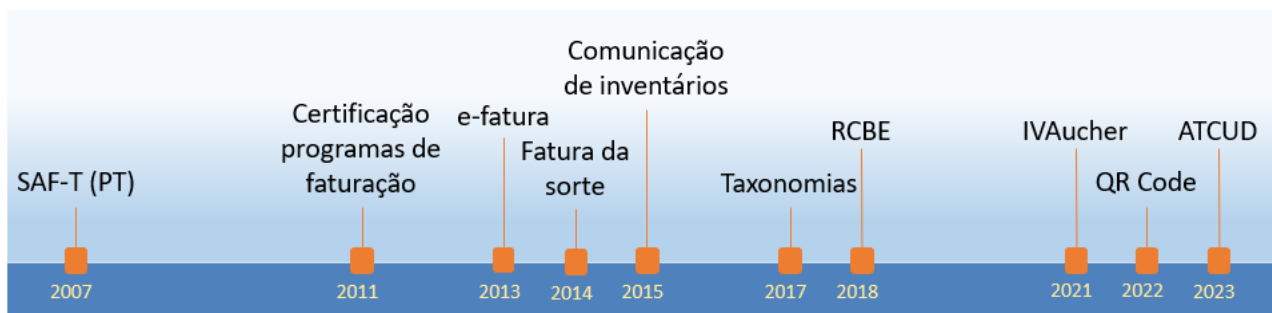 SAF-T (PT)
Certificação
programas de
faturação
e-fatura
Fatura da
sorte
Comunicação
de inventários
Taxonomias
RCBE
IVAucher
QR Code
ATCUD
2007
2011
2013
2014
2015
2017
2018
2021
2022
2023